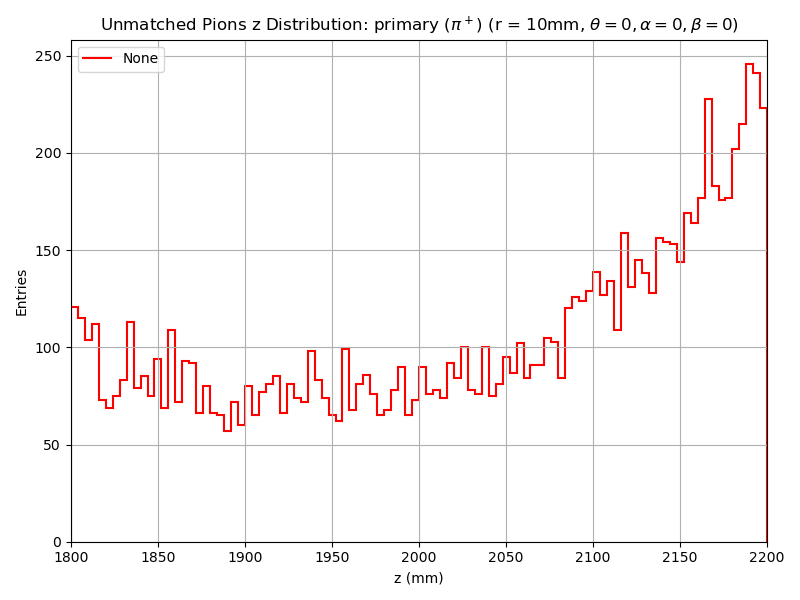 Unmatched Pions z Distribution: primary (π⁺) (r = 10mm, θ = 0, α = 0, β = 0)
None
Entries
250
200
150
100
50
0
1800 1850 1900 1950 2000 2050 2100 2150 2200
z (mm)